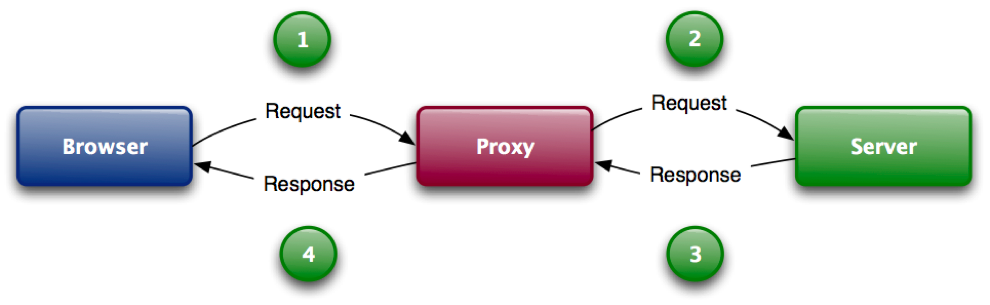 1
2
Request
Request
Browser
Proxy
Server
Response
Response
4
3